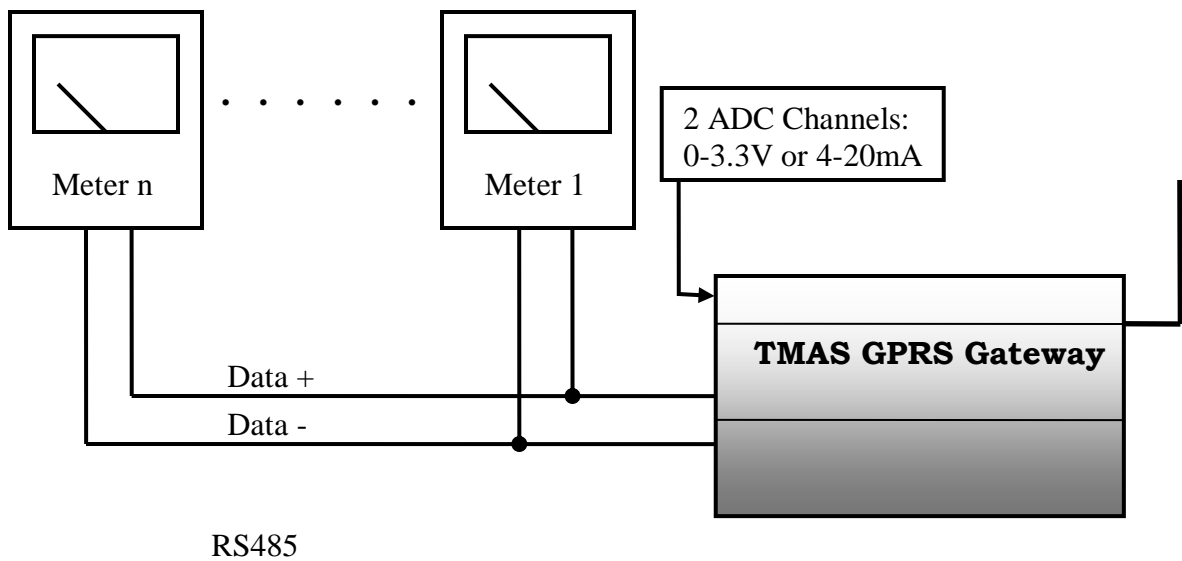 Meter n
Meter 1
2 ADC Channels:
0-3.3V or 4-20mA
TMAS GPRS Gateway
Data +
Data -
RS485